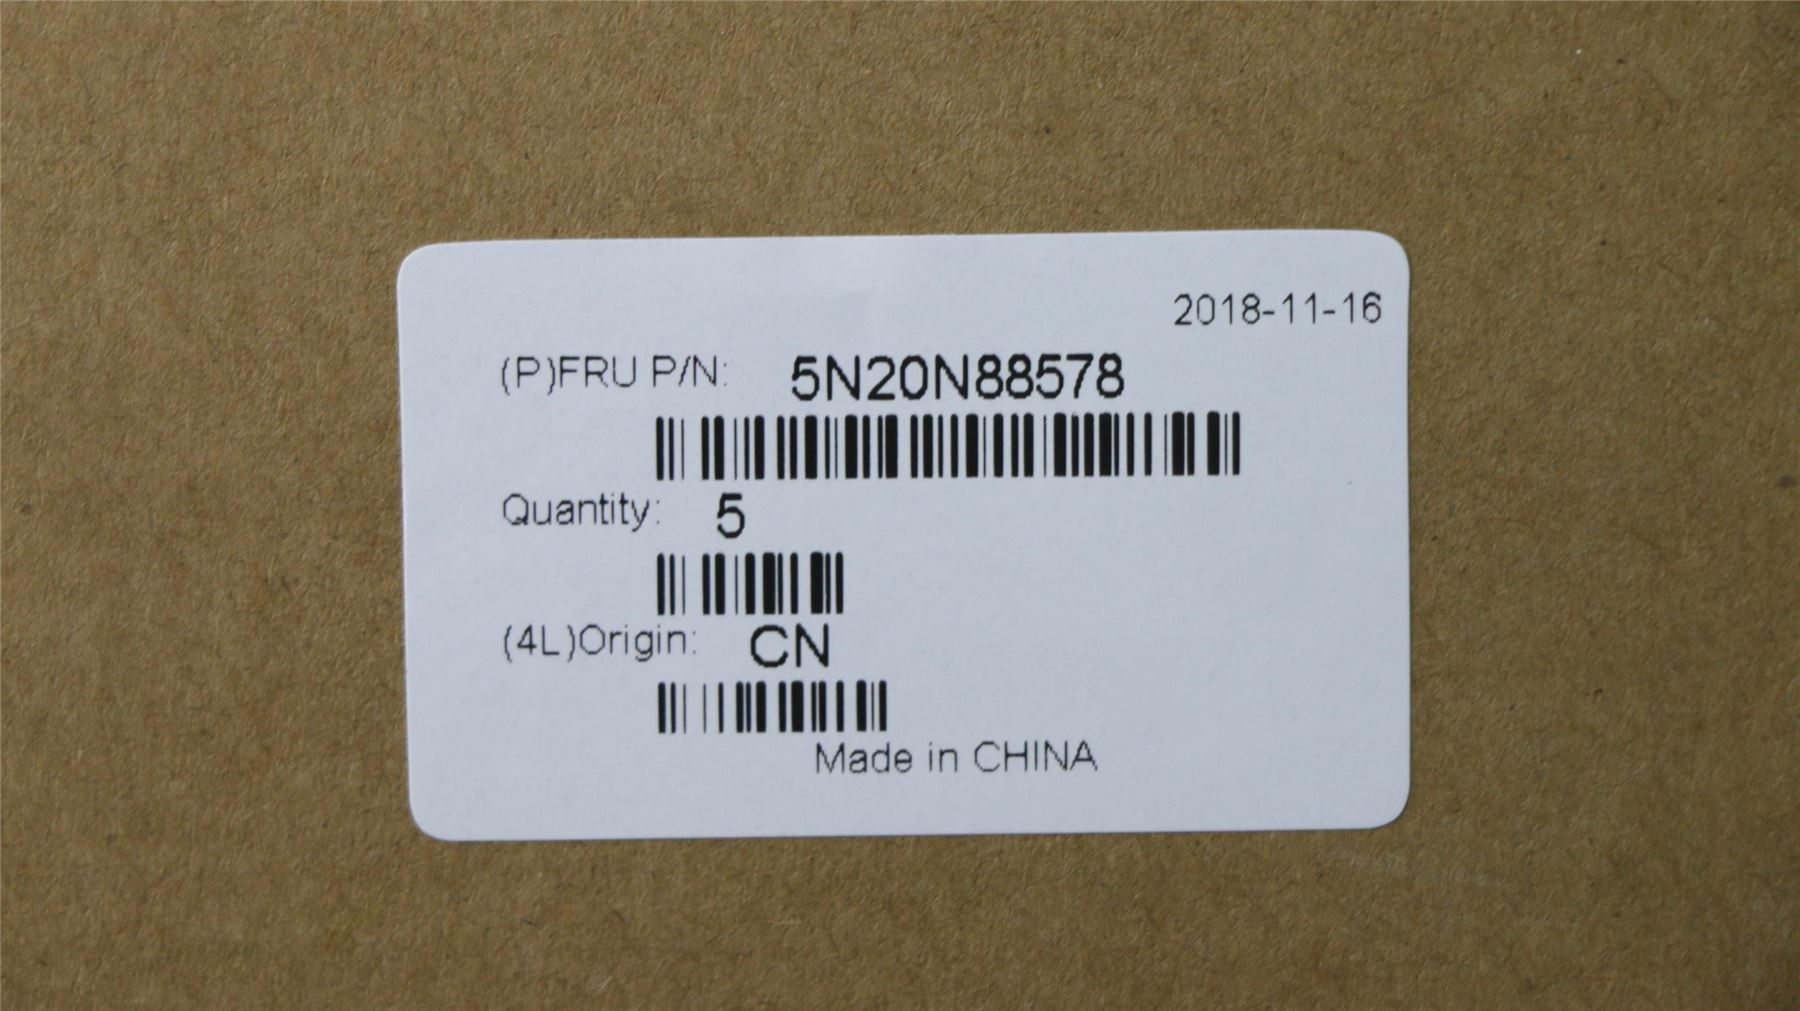 2018-11-16
(P)FRU P/N: 5N20N88578
Quantity: 5
(4L)Origin: CN
Made in CHINA